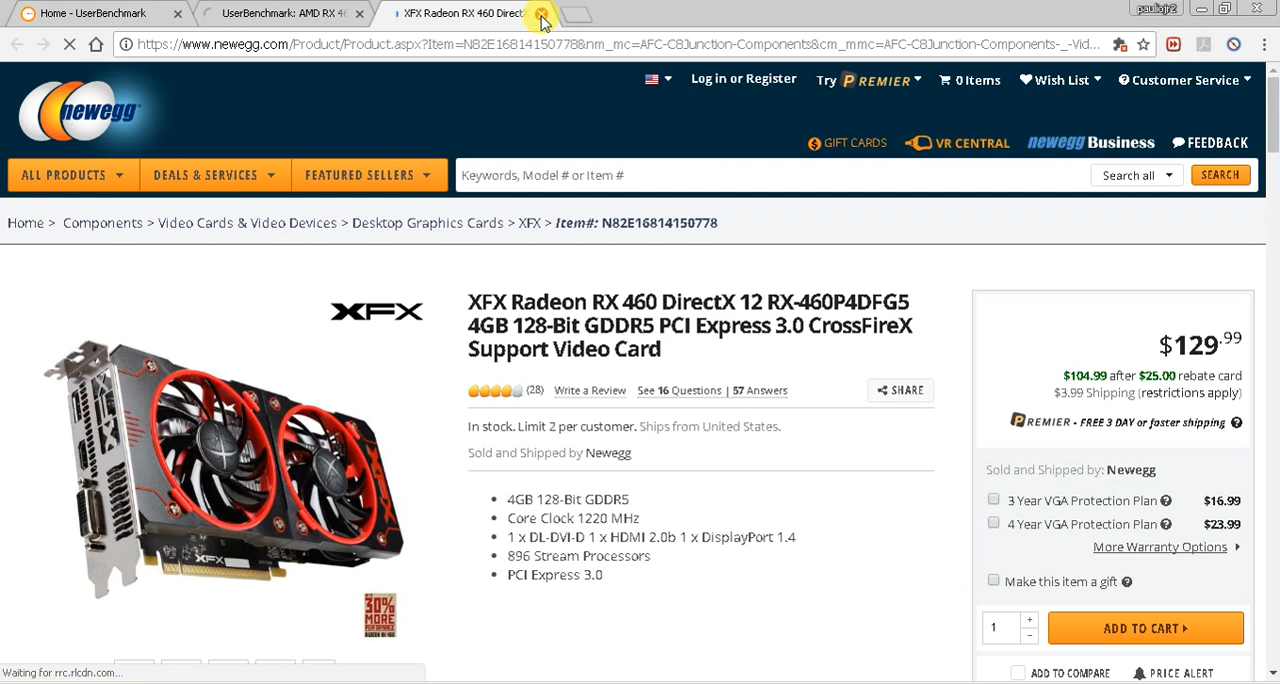 Home - UserBenchmark
UserBenchmark: AMD RX 46
XFX Radeon RX 460 Direct
paulojr2
https://www.newegg.com/Product/Product.aspx?Item=N82E16814150778&nm_mc=AFC-C8Junction-Components&cm_mmc=AFC-C8Junction-Components-_-Vid...
Log in or Register
Try PREMIER
0 Items
Wish List
Customer Service
newegg
GIFT CARDS
VR CENTRAL
newegg Business
FEEDBACK
ALL PRODUCTS
DEALS & SERVICES
FEATURED SELLERS
Keywords, Model # or Item #
Search all
SEARCH
Home > Components > Video Cards & Video Devices > Desktop Graphics Cards > XFX > Item#: N82E16814150778
XFX
XFX
XFX
30%
MORE
PERFORMANCE
RADEON RX 460
XFX Radeon RX 460 DirectX 12 RX-460P4DFG5
4GB 128-Bit GDDR5 PCI Express 3.0 CrossFireX
Support Video Card
(28) Write a Review See 16 Questions | 57 Answers
SHARE
In stock. Limit 2 per customer. Ships from United States.
Sold and Shipped by Newegg
4GB 128-Bit GDDR5
Core Clock 1220 MHz
1 x DL-DVI-D 1 x HDMI 2.0b 1 x DisplayPort 1.4
896 Stream Processors
PCI Express 3.0
$129.99
$104.99 after $25.00 rebate card
$3.99 Shipping (restrictions apply)
PREMIER - FREE 3 DAY or faster shipping
Sold and Shipped by: Newegg
3 Year VGA Protection Plan $16.99
4 Year VGA Protection Plan $23.99
More Warranty Options
Make this item a gift
1
ADD TO CART
ADD TO COMPARE
PRICE ALERT
Waiting for rrc.rlcdn.com...